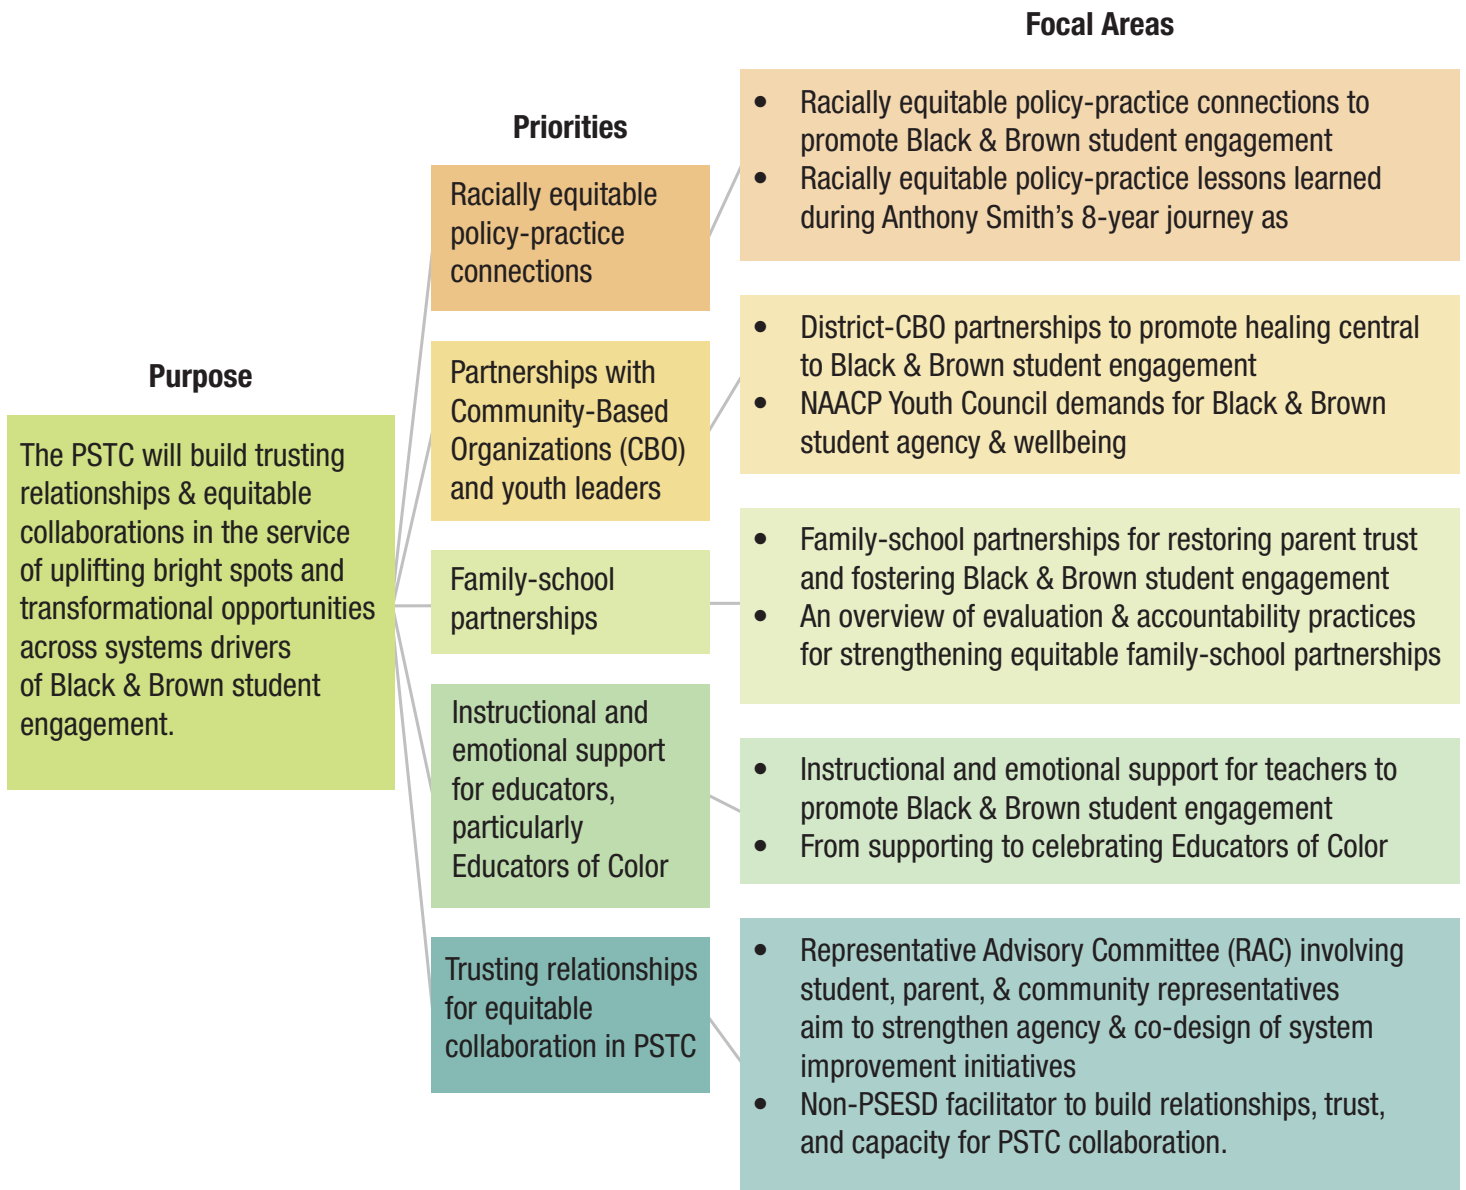 Focal Areas
Priorities
Purpose
The PSTC will build trusting
relationships & equitable
collaborations in the service
of uplifting bright spots and
transformational opportunities
across systems drivers
of Black & Brown student
engagement.
Racially equitable
policy-practice
connections
• Racially equitable policy-practice connections to
promote Black & Brown student engagement
• Racially equitable policy-practice lessons learned
during Anthony Smith’s 8-year journey as
Partnerships with
Community-Based
Organizations (CBO)
and youth leaders
• District-CBO partnerships to promote healing central
to Black & Brown student engagement
• NAACP Youth Council demands for Black & Brown
student agency & wellbeing
Family-school
partnerships
• Family-school partnerships for restoring parent trust
and fostering Black & Brown student engagement
• An overview of evaluation & accountability practices
for strengthening equitable family-school partnerships
Instructional and
emotional support
for educators,
particularly
Educators of Color
• Instructional and emotional support for teachers to
promote Black & Brown student engagement
• From supporting to celebrating Educators of Color
Trusting relationships
for equitable
collaboration in PSTC
• Representative Advisory Committee (RAC) involving
student, parent, & community representatives
aim to strengthen agency & co-design of system
improvement initiatives
• Non-PSESD facilitator to build relationships, trust,
and capacity for PSTC collaboration.